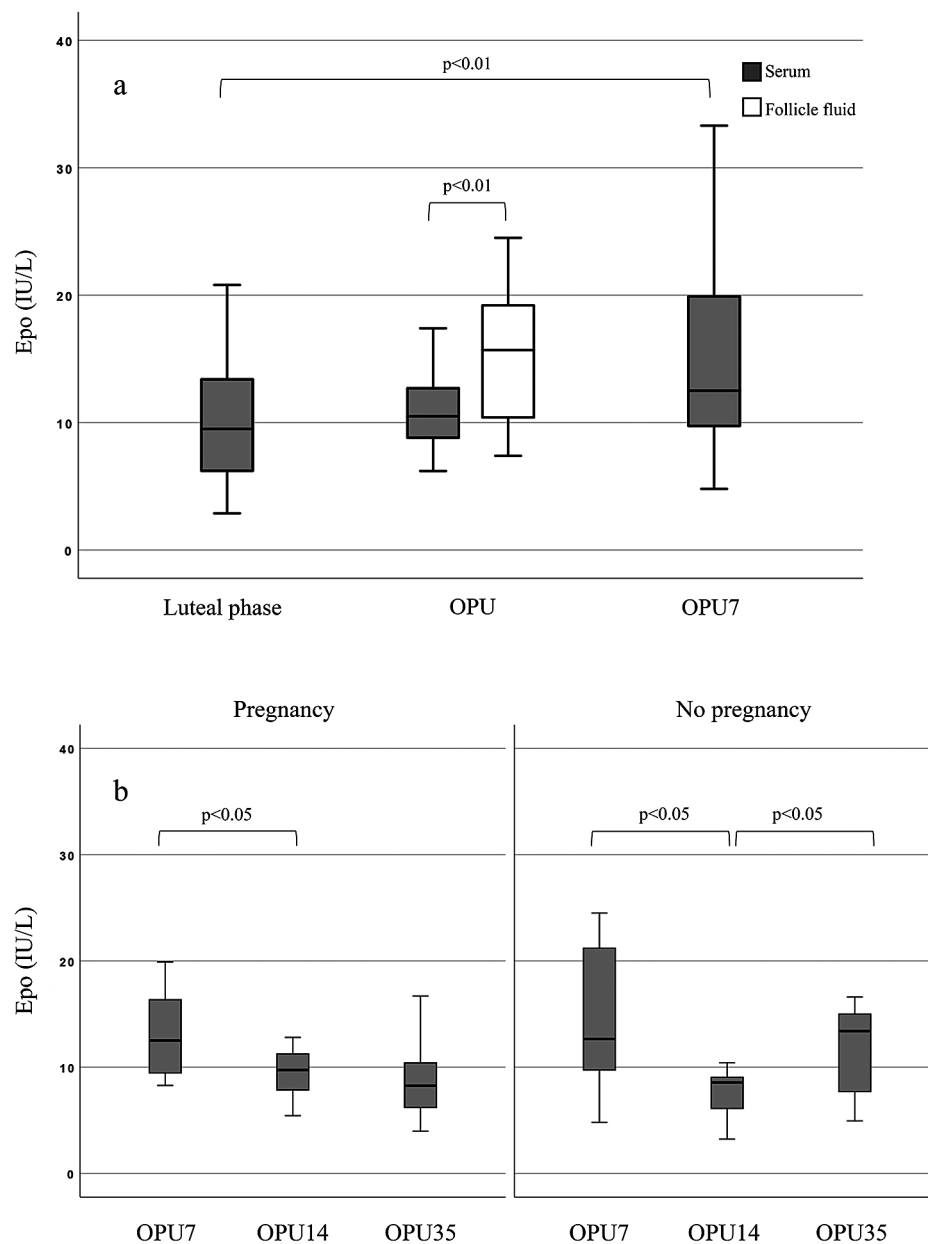 40
p<0.01
a
Serum
Follicle fluid
30
p<0.01
Epo (IU/L)
20
10
0
Luteal phase
OPU
OPU7
Pregnancy
No pregnancy
40
b
p<0.05
p<0.05
p<0.05
30
Epo (IU/L)
20
10
0
OPU7
OPU14
OPU35
OPU7
OPU14
OPU35